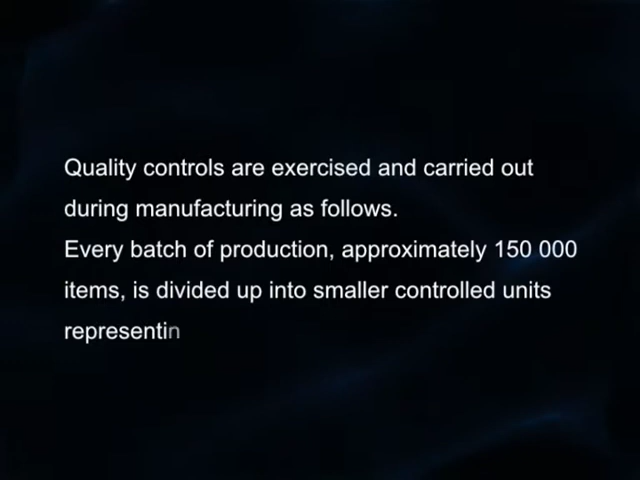 Quality controls are exercised and carried out
during manufacturing as follows.
Every batch of production, approximately 150 000
items, is divided up into smaller controlled units
representin